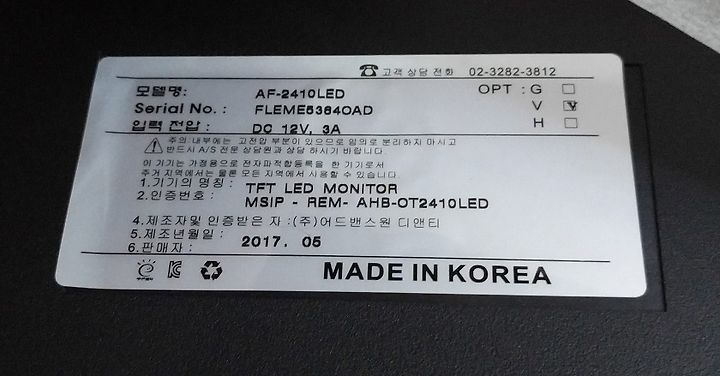 ☎ 고객 상담 전화 02-3282-3812
모델명: AF-2410LED OPT : G
Serial No. : FLEME53640AD V
입력 전압 : DC 12V, 3A H
주의 내부에는 고전압 부분이 있으므로 임의로 분리하지 마시고
반드시 A/S 전문 상담원과 상담 하시기 바랍니다.
이 기기는 가정용으로 전자파적합등록을 한 기기로서
주거 지역에서는 물론 모든 지역에서 사용할 수 있습니다.
1.기기의 명칭 : TFT LED MONITOR
2.인증번호 : MSIP - REM- AHB-OT2410LED
4.제조자및 인증받은 자 :(주)어드밴스원 디앤티
5.제조년월일 : 2017. 05
6.판매자 :
MADE IN KOREA